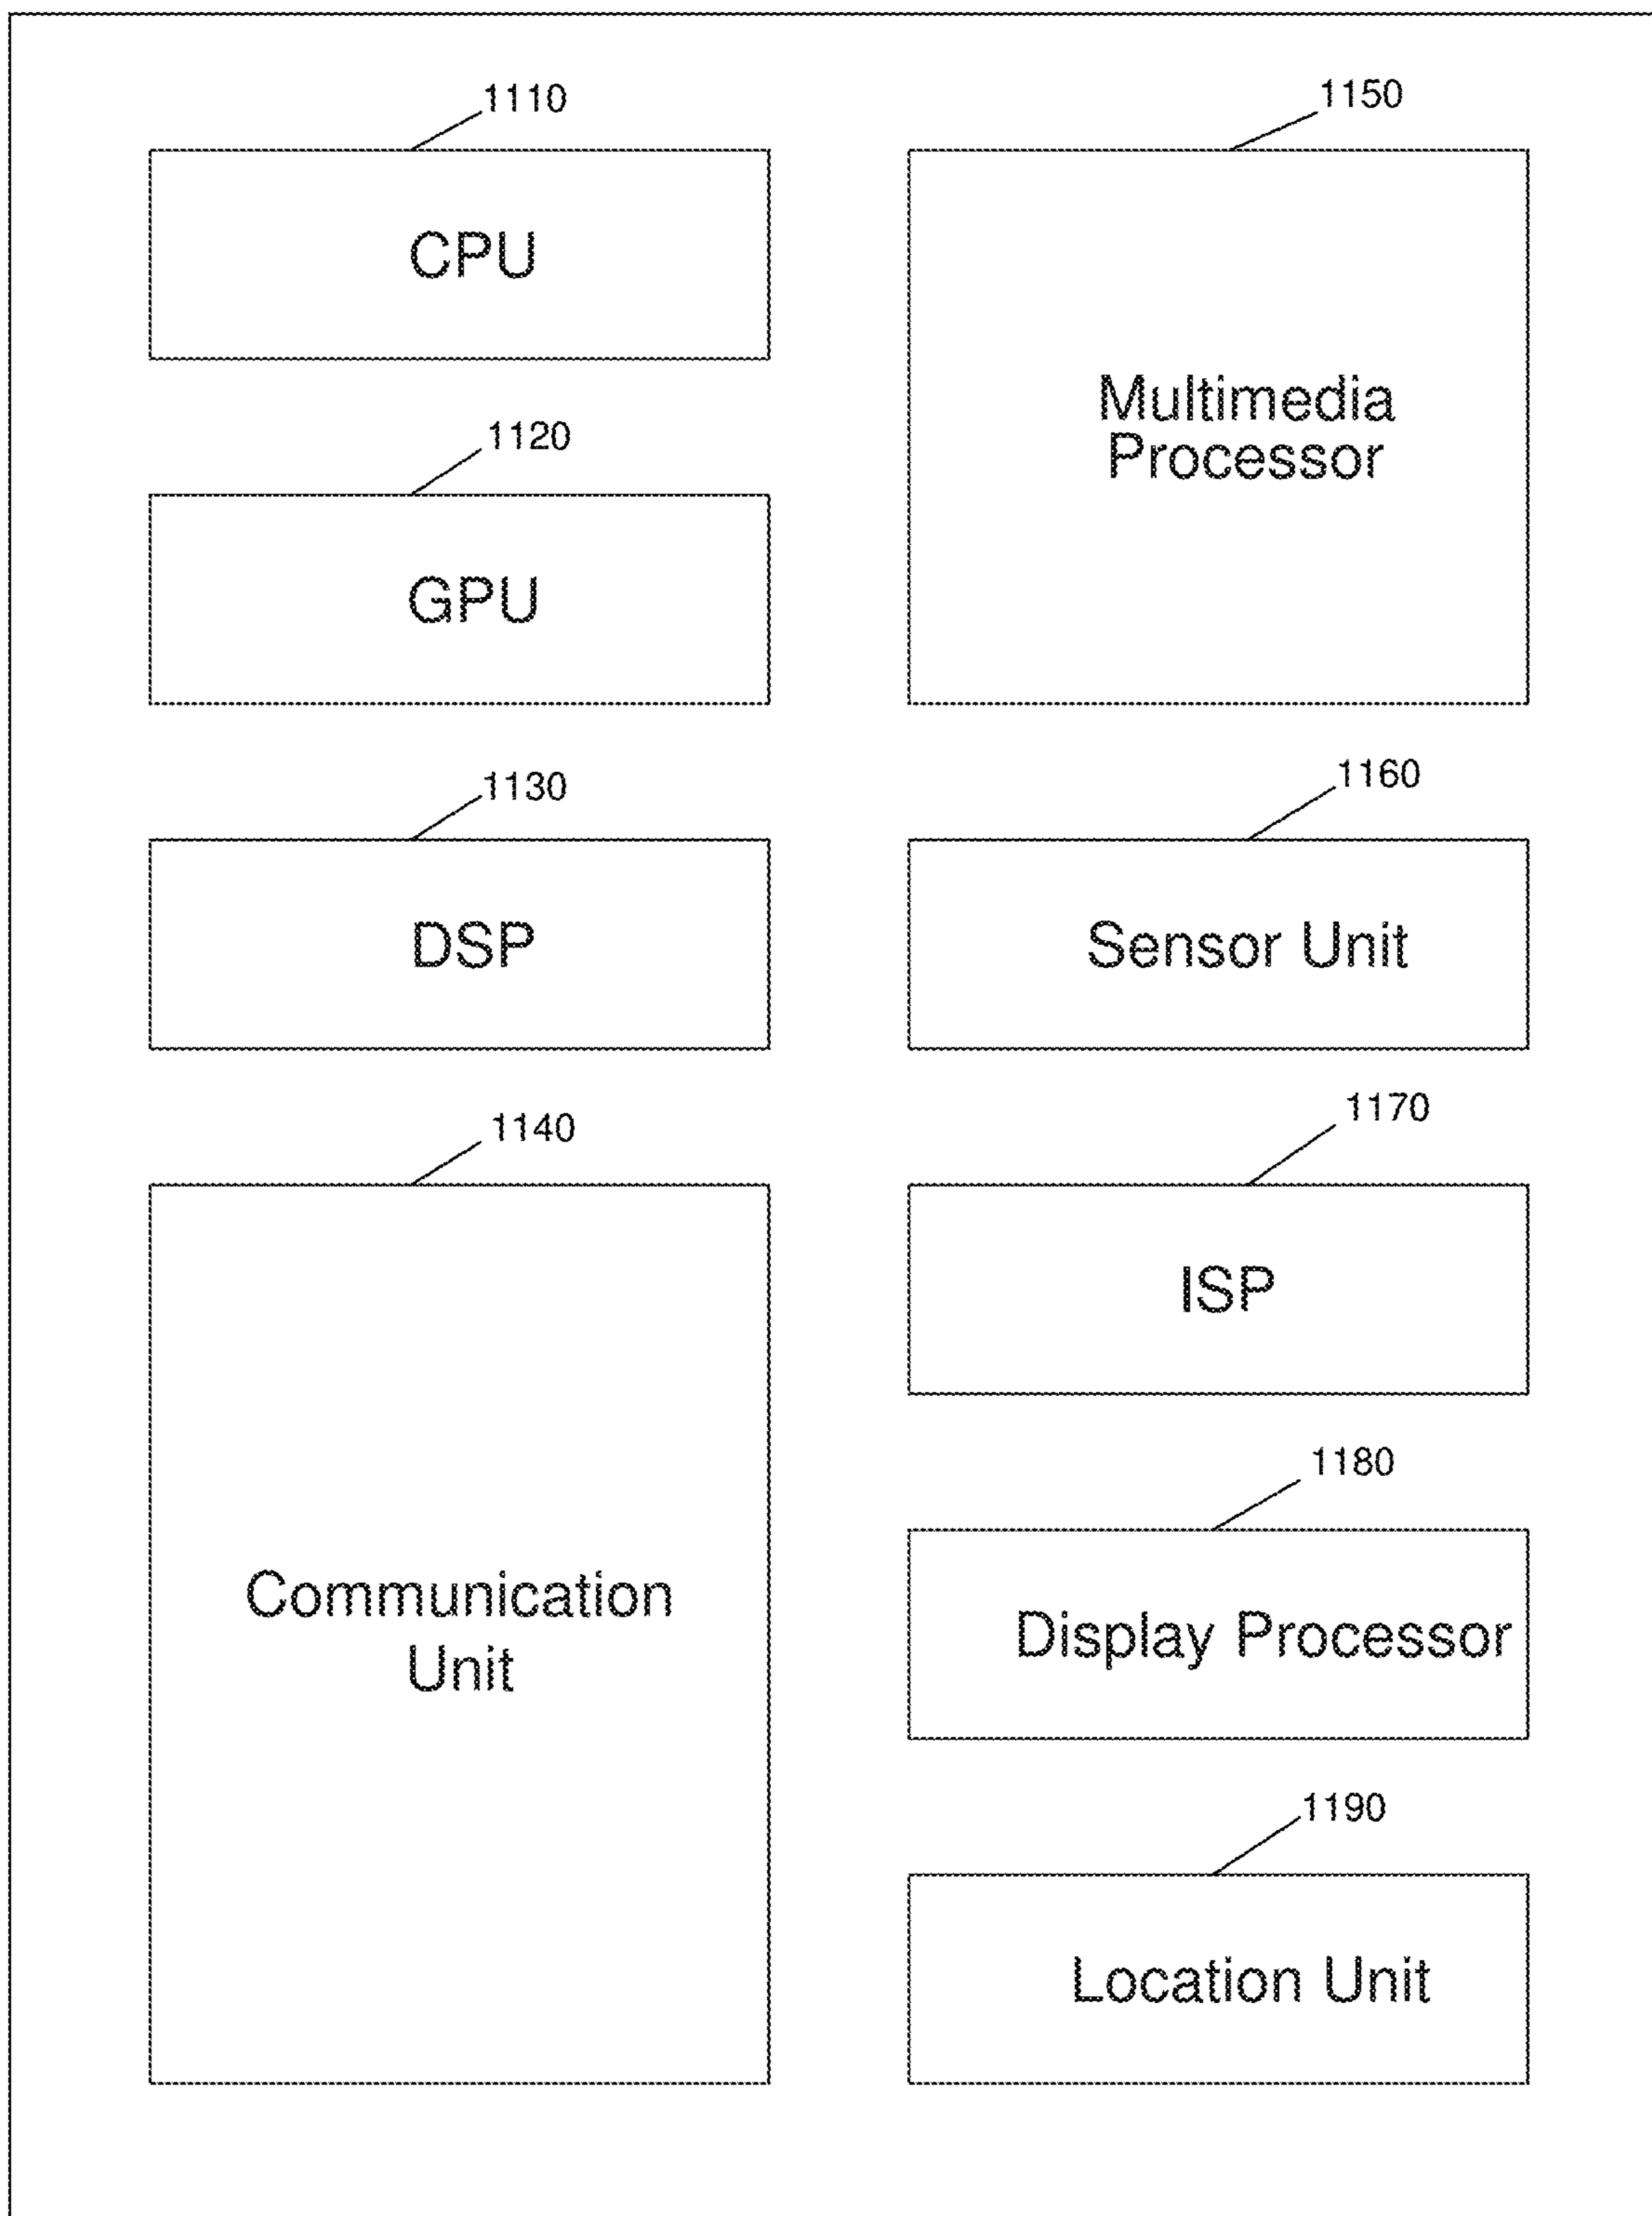 1110
CPU
1120
GPU
1130
DSP
1140
Communication
Unit
1150
Multimedia
Processor
1160
Sensor Unit
1170
ISP
1180
Display Processor
1190
Location Unit